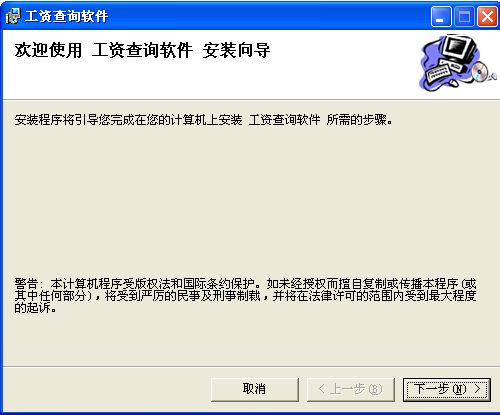 工资查询软件
欢迎使用 工资查询软件 安装向导
安装程序将引导您完成在您的计算机上安装 工资查询软件 所需的步骤。
警告: 本计算机程序受版权法和国际条约保护。如未经授权而擅自复制或传播本程序(或
其中任何部分)，将受到严厉的民事及刑事制裁，并将在法律许可的范围内受到最大程度
的起诉。
取消 < 上一步(B) 下一步(N) >